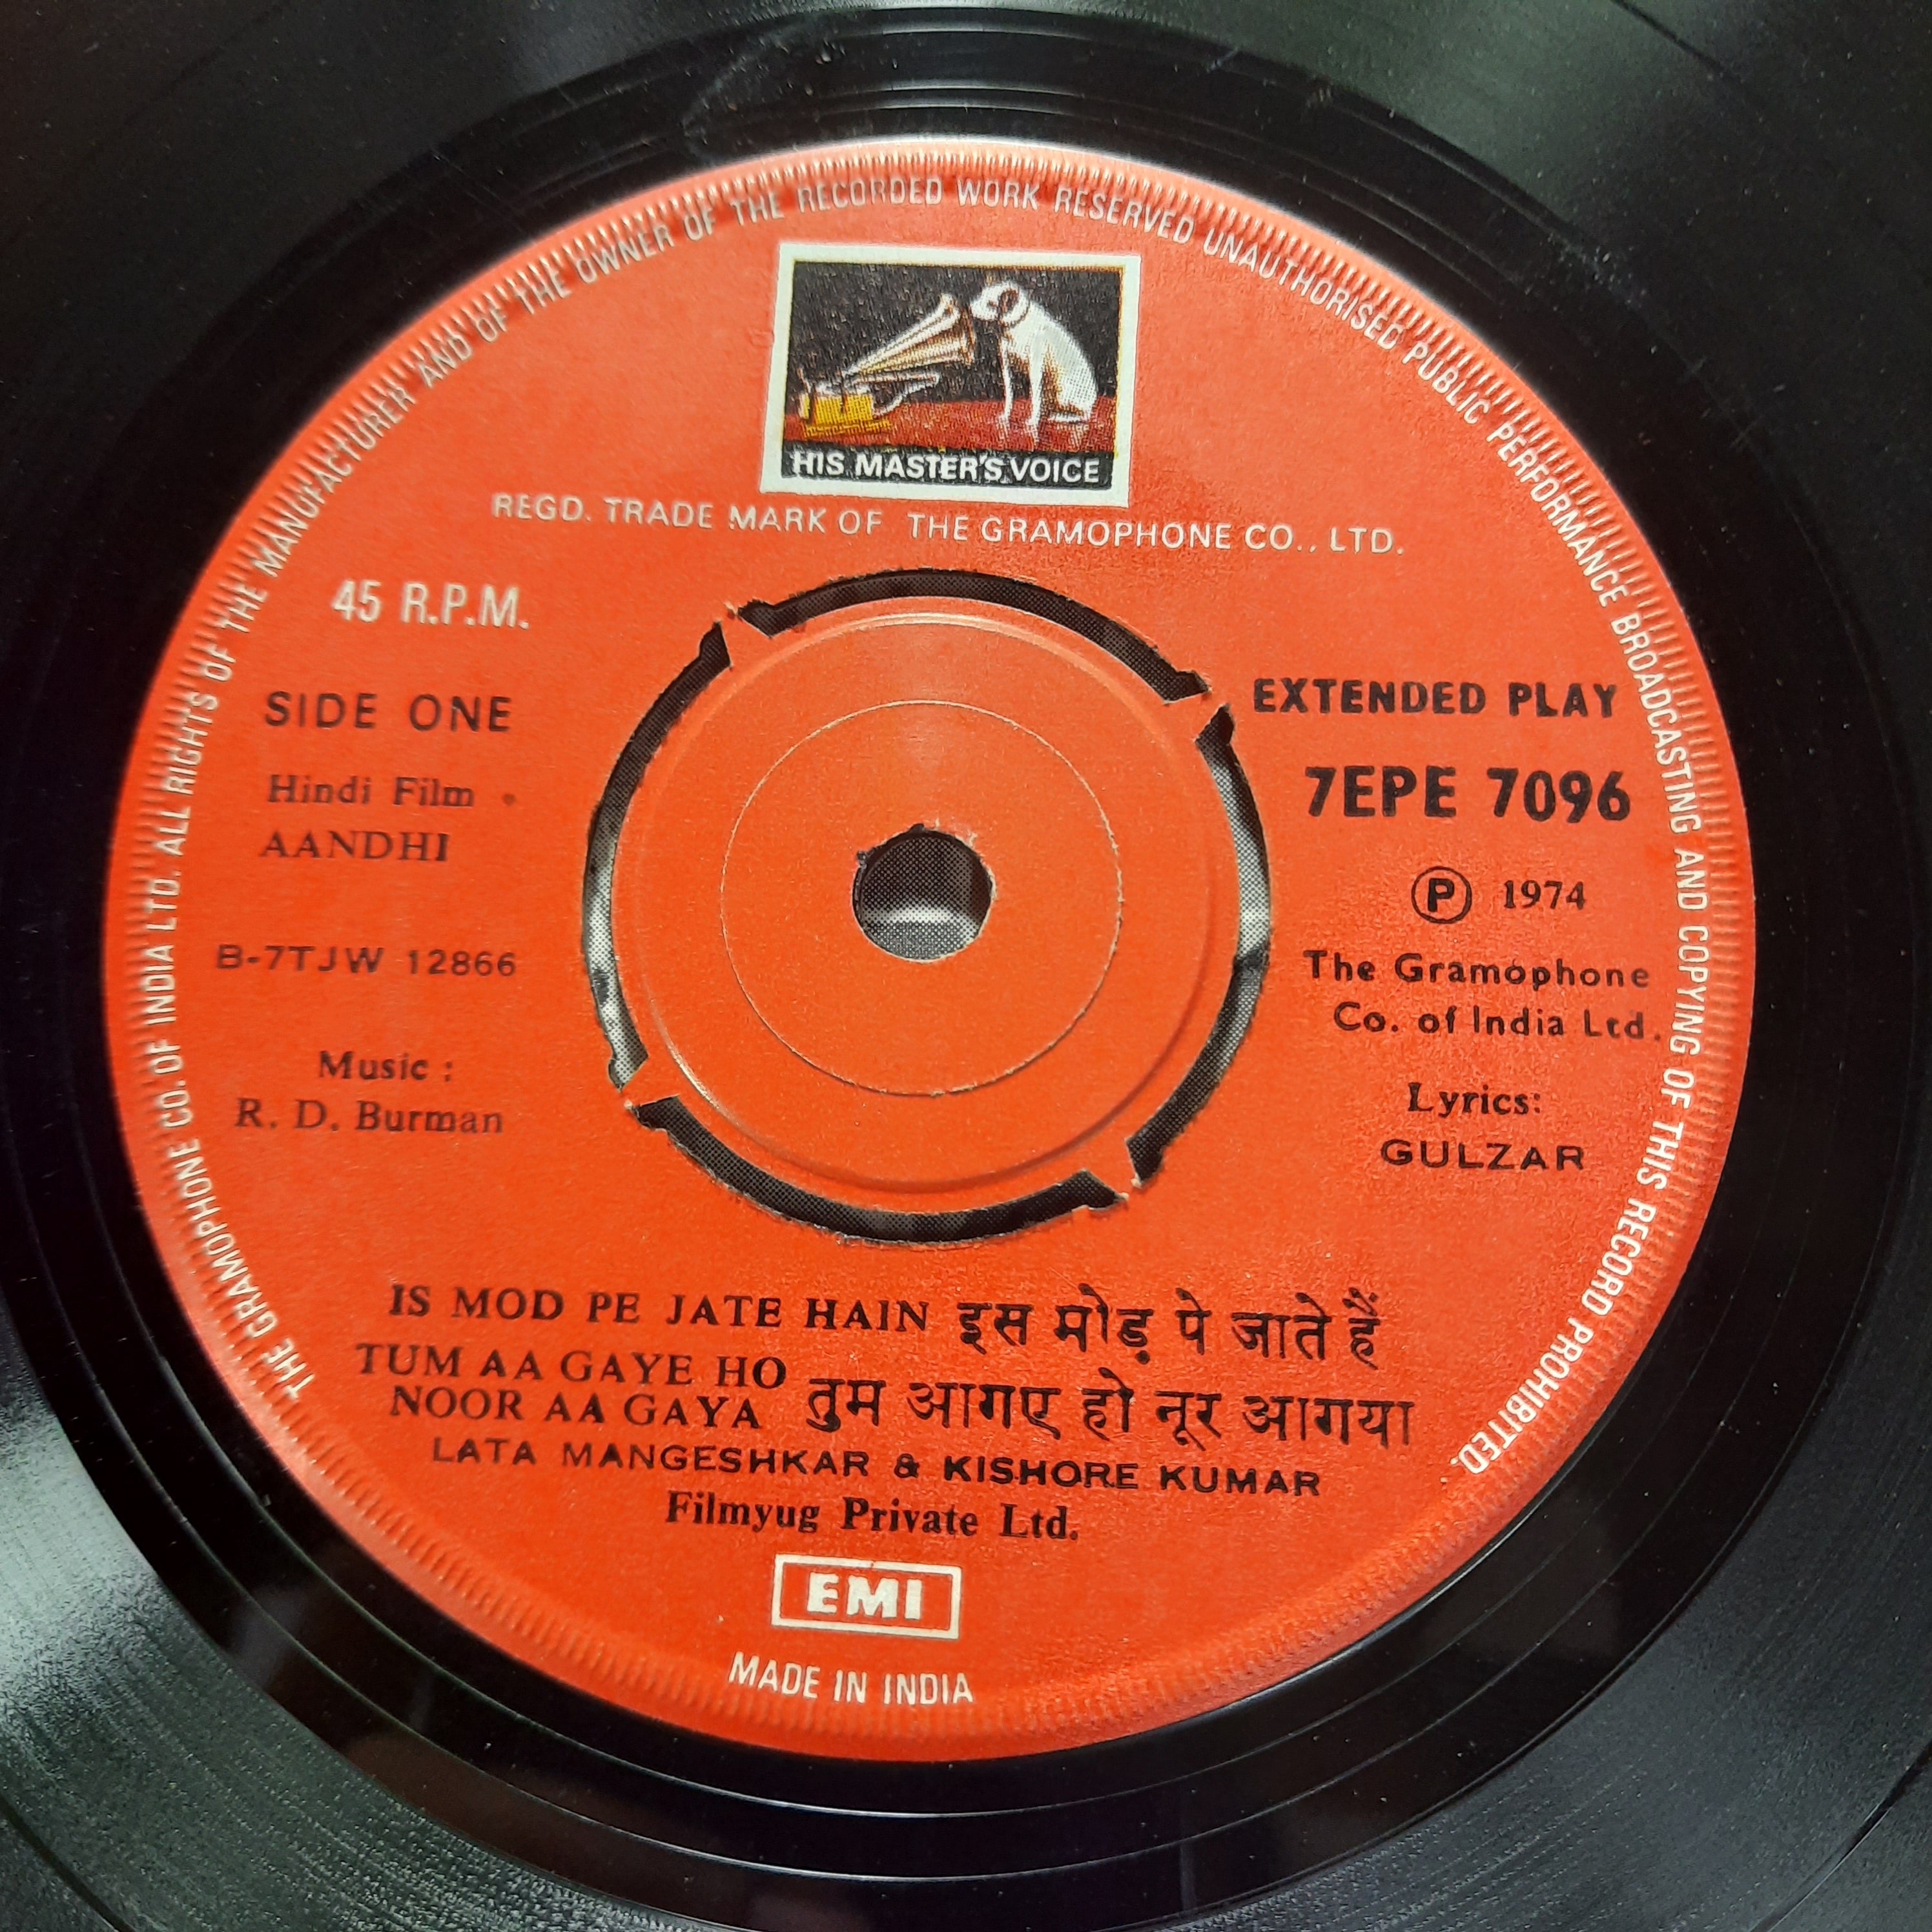 THE GRAMOPHONE CO. OF INDIA LTD. ALL RIGHTS OF THE MANUFACTURER AND OF THE OWNER OF THE RECORDED WORK RESERVED UNAUTHORISED PUBLIC PERFORMANCE BROADCASTING AND COPYING OF THIS RECORD PROHIBITED.
HIS MASTER'S VOICE
REGD. TRADE MARK OF THE GRAMOPHONE CO., LTD.
45 R.P.M.
SIDE ONE
Hindi Film
AANDHI
B-7TJW 12866
Music :
R. D. Burman
EXTENDED PLAY
7EPE 7096
Ⓟ 1974
The Gramophone
Co. of India Ltd.
Lyrics:
GULZAR
IS MOD PE JATE HAIN इस मोड़ पे जाते हैं
TUM AA GAYE HO
NOOR AA GAYA तुम आगए हो नूर आगया
LATA MANGESHKAR & KISHORE KUMAR
Filmyug Private Ltd.
EMI
MADE IN INDIA